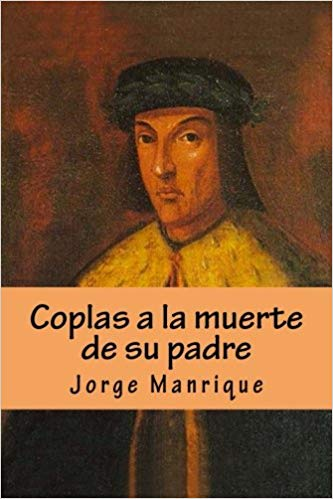 Coplas a la muerte
de su padre
Jorge Manrique